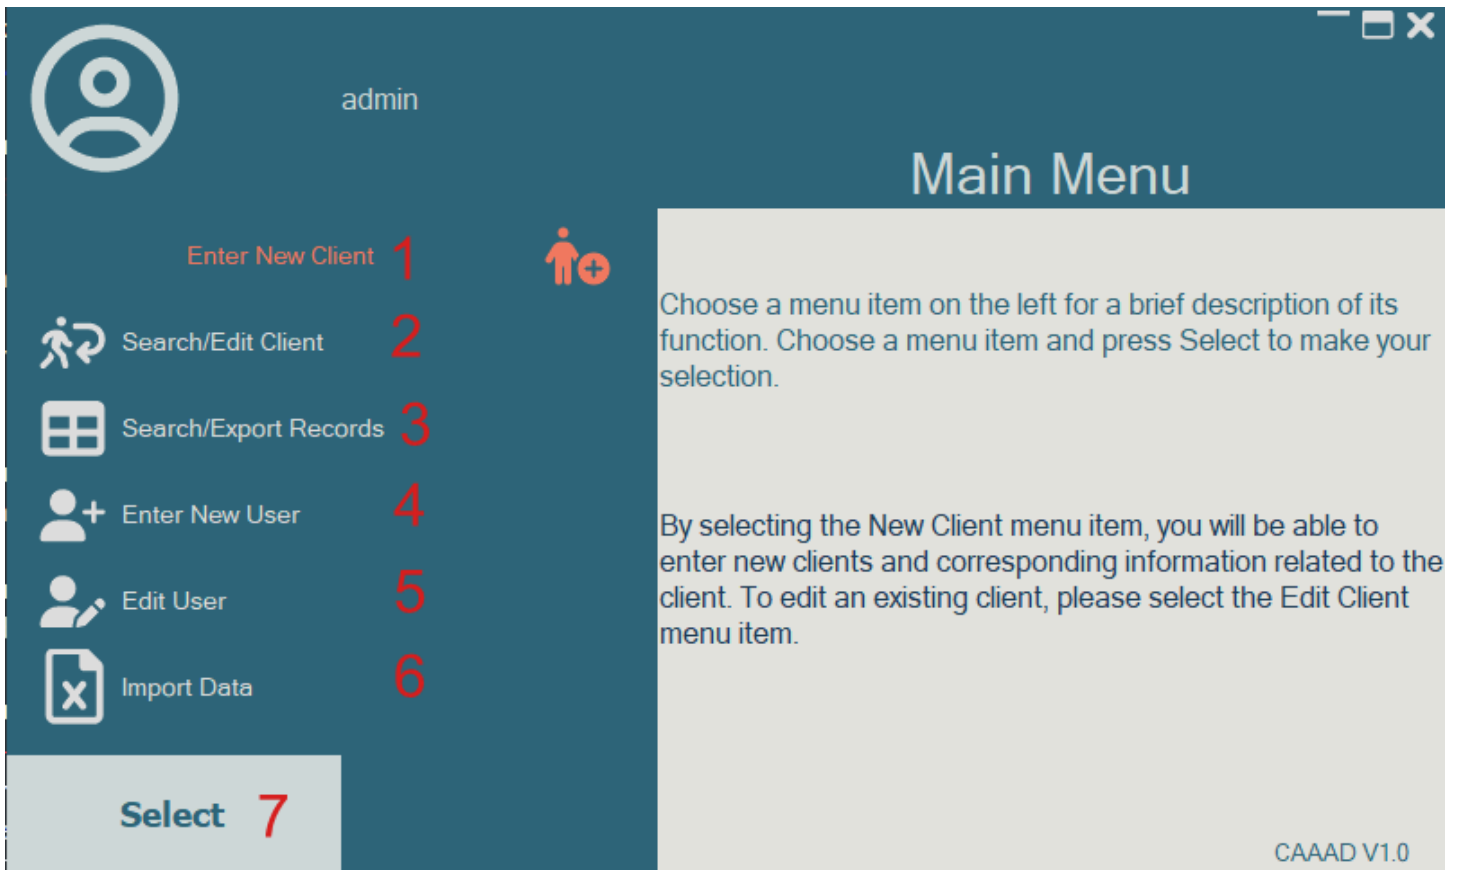 admin
Main Menu
Enter New Client 1
Search/Edit Client 2
Search/Export Records 3
Enter New User 4
Edit User 5
Import Data 6
Select 7
Choose a menu item on the left for a brief description of its
function. Choose a menu item and press Select to make your
selection.
By selecting the New Client menu item, you will be able to
enter new clients and corresponding information related to the
client. To edit an existing client, please select the Edit Client
menu item.
CAAAD V1.0